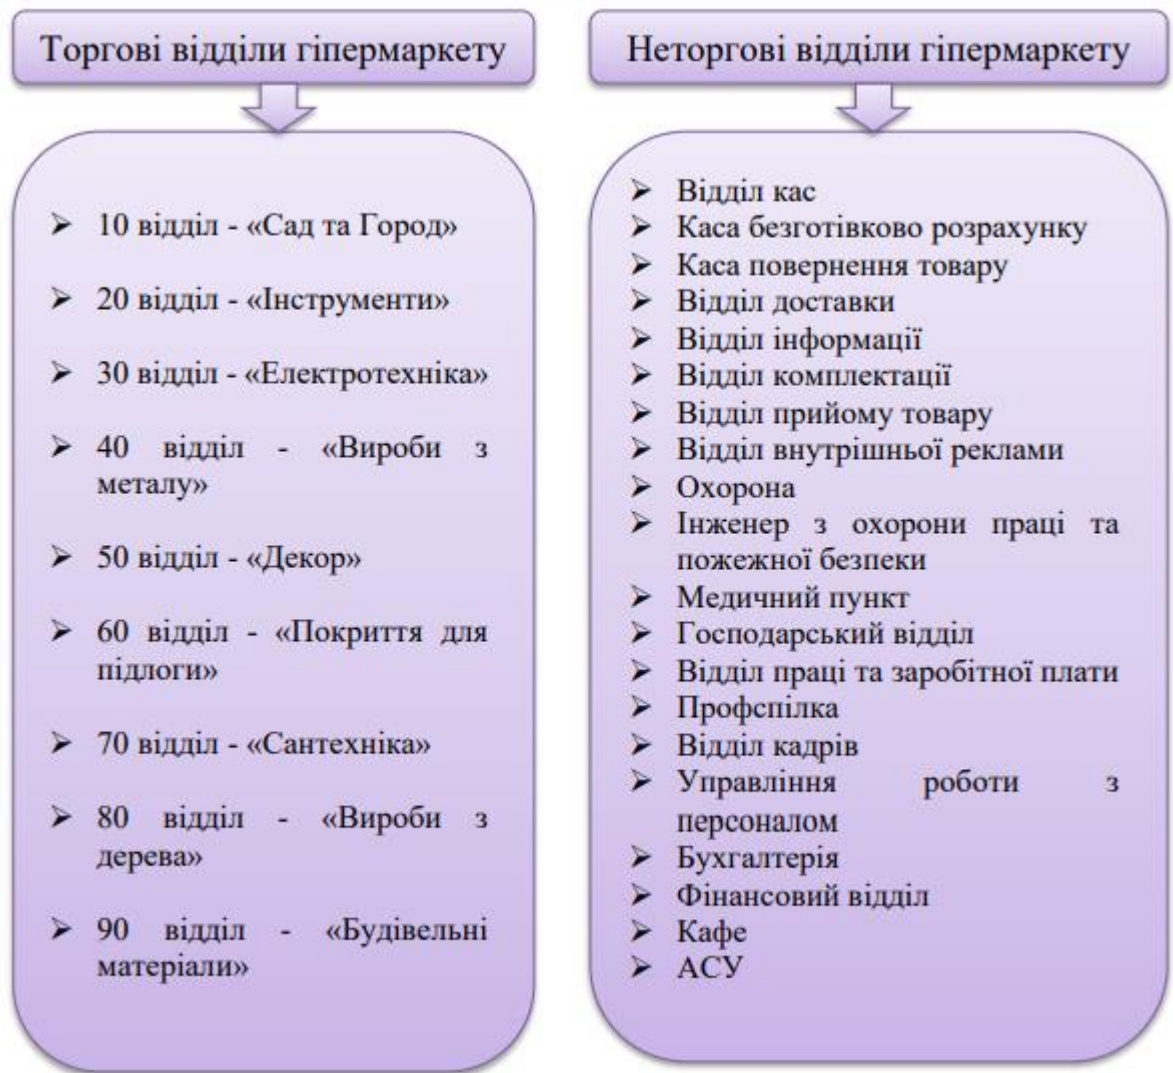 Торгові відділи гіпермаркету
➢ 10 відділ - «Сад та Город»
➢ 20 відділ - «Інструменти»
➢ 30 відділ - «Електротехніка»
➢ 40 відділ - «Вироби з
металу»
➢ 50 відділ - «Декор»
➢ 60 відділ - «Покриття для
підлоги»
➢ 70 відділ - «Сантехніка»
➢ 80 відділ - «Вироби з
дерева»
➢ 90 відділ - «Будівельні
матеріали»
Неторгові відділи гіпермаркету
➢ Відділ кас
➢ Каса безготівково розрахунку
➢ Каса повернення товару
➢ Відділ доставки
➢ Відділ інформації
➢ Відділ комплектації
➢ Відділ прийому товару
➢ Відділ внутрішньої реклами
➢ Охорона
➢ Інженер з охорони праці та
пожежної безпеки
➢ Медичний пункт
➢ Господарський відділ
➢ Відділ праці та заробітної плати
➢ Профспілка
➢ Відділ кадрів
➢ Управління роботи з
персоналом
➢ Бухгалтерія
➢ Фінансовий відділ
➢ Кафе
➢ АСУ